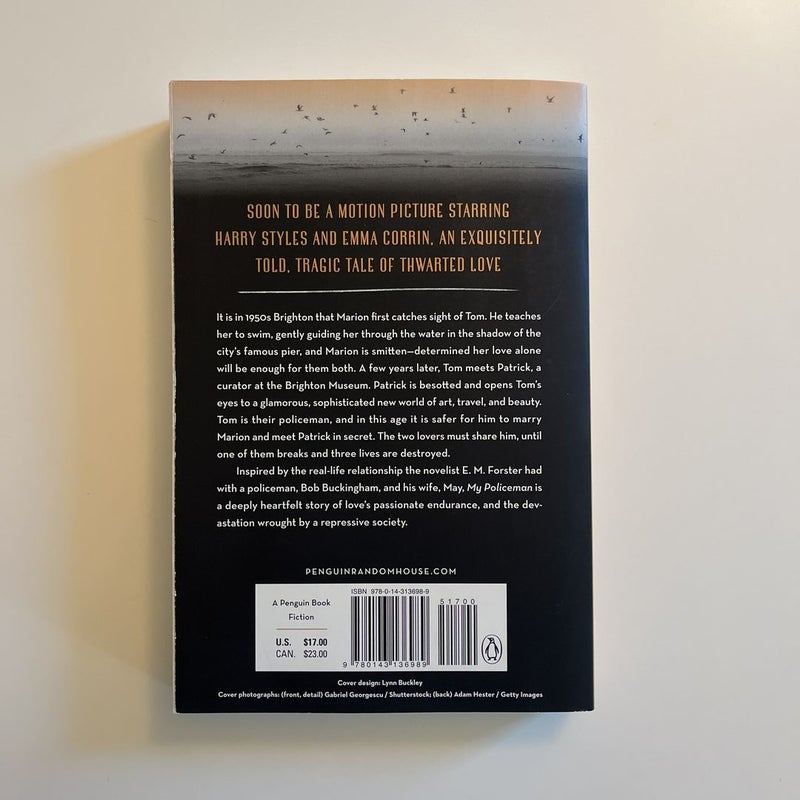 SOON TO BE A MOTION PICTURE STARRING
HARRY STYLES AND EMMA CORRIN, AN EXQUISITELY
TOLD, TRAGIC TALE OF THWARTED LOVE
It is in 1950s Brighton that Marion first catches sight of Tom. He teaches
her to swim, gently guiding her through the water in the shadow of the
city's famous pier, and Marion is smitten—determined her love alone
will be enough for them both. A few years later, Tom meets Patrick, a
curator at the Brighton Museum. Patrick is besotted and opens Tom's
eyes to a glamorous, sophisticated new world of art, travel, and beauty.
Tom is their policeman, and in this age it is safer for him to marry
Marion and meet Patrick in secret. The two lovers must share him, until
one of them breaks and three lives are destroyed.
Inspired by the real-life relationship the novelist E. M. Forster had
with a policeman, Bob Buckingham, and his wife, May, My Policeman is
a deeply heartfelt story of love's passionate endurance, and the dev-
astation wrought by a repressive society.
PENGUINRANDOMHOUSE.COM
A Penguin Book
Fiction
U.S. $17.00
CAN. $23.00
ISBN 978-0-14-313698-9
9 780143 136989
51700
Cover design: Lynn Buckley
Cover photographs: (front, detail) Gabriel Georgescu / Shutterstock; (back) Adam Hester / Getty Images